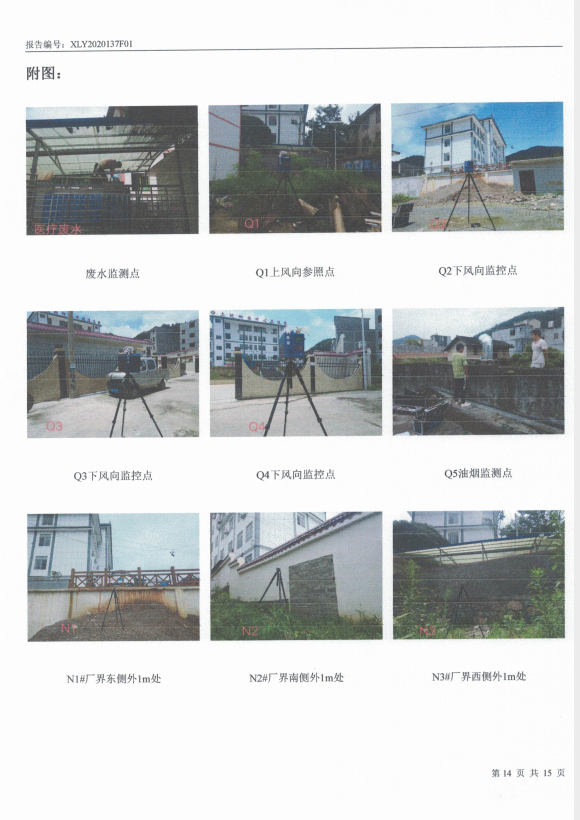 报告编号：XLY2020137F01
附图：
医疗废水
Q1
废水监测点
Q1上风向参照点
Q2下风向监控点
Q3
Q4
Q3下风向监控点
Q4下风向监控点
Q5油烟监测点
N1
N2
N3
N1#厂界东侧外1m处
N2#厂界南侧外1m处
N3#厂界西侧外1m处
第 14 页 共 15 页